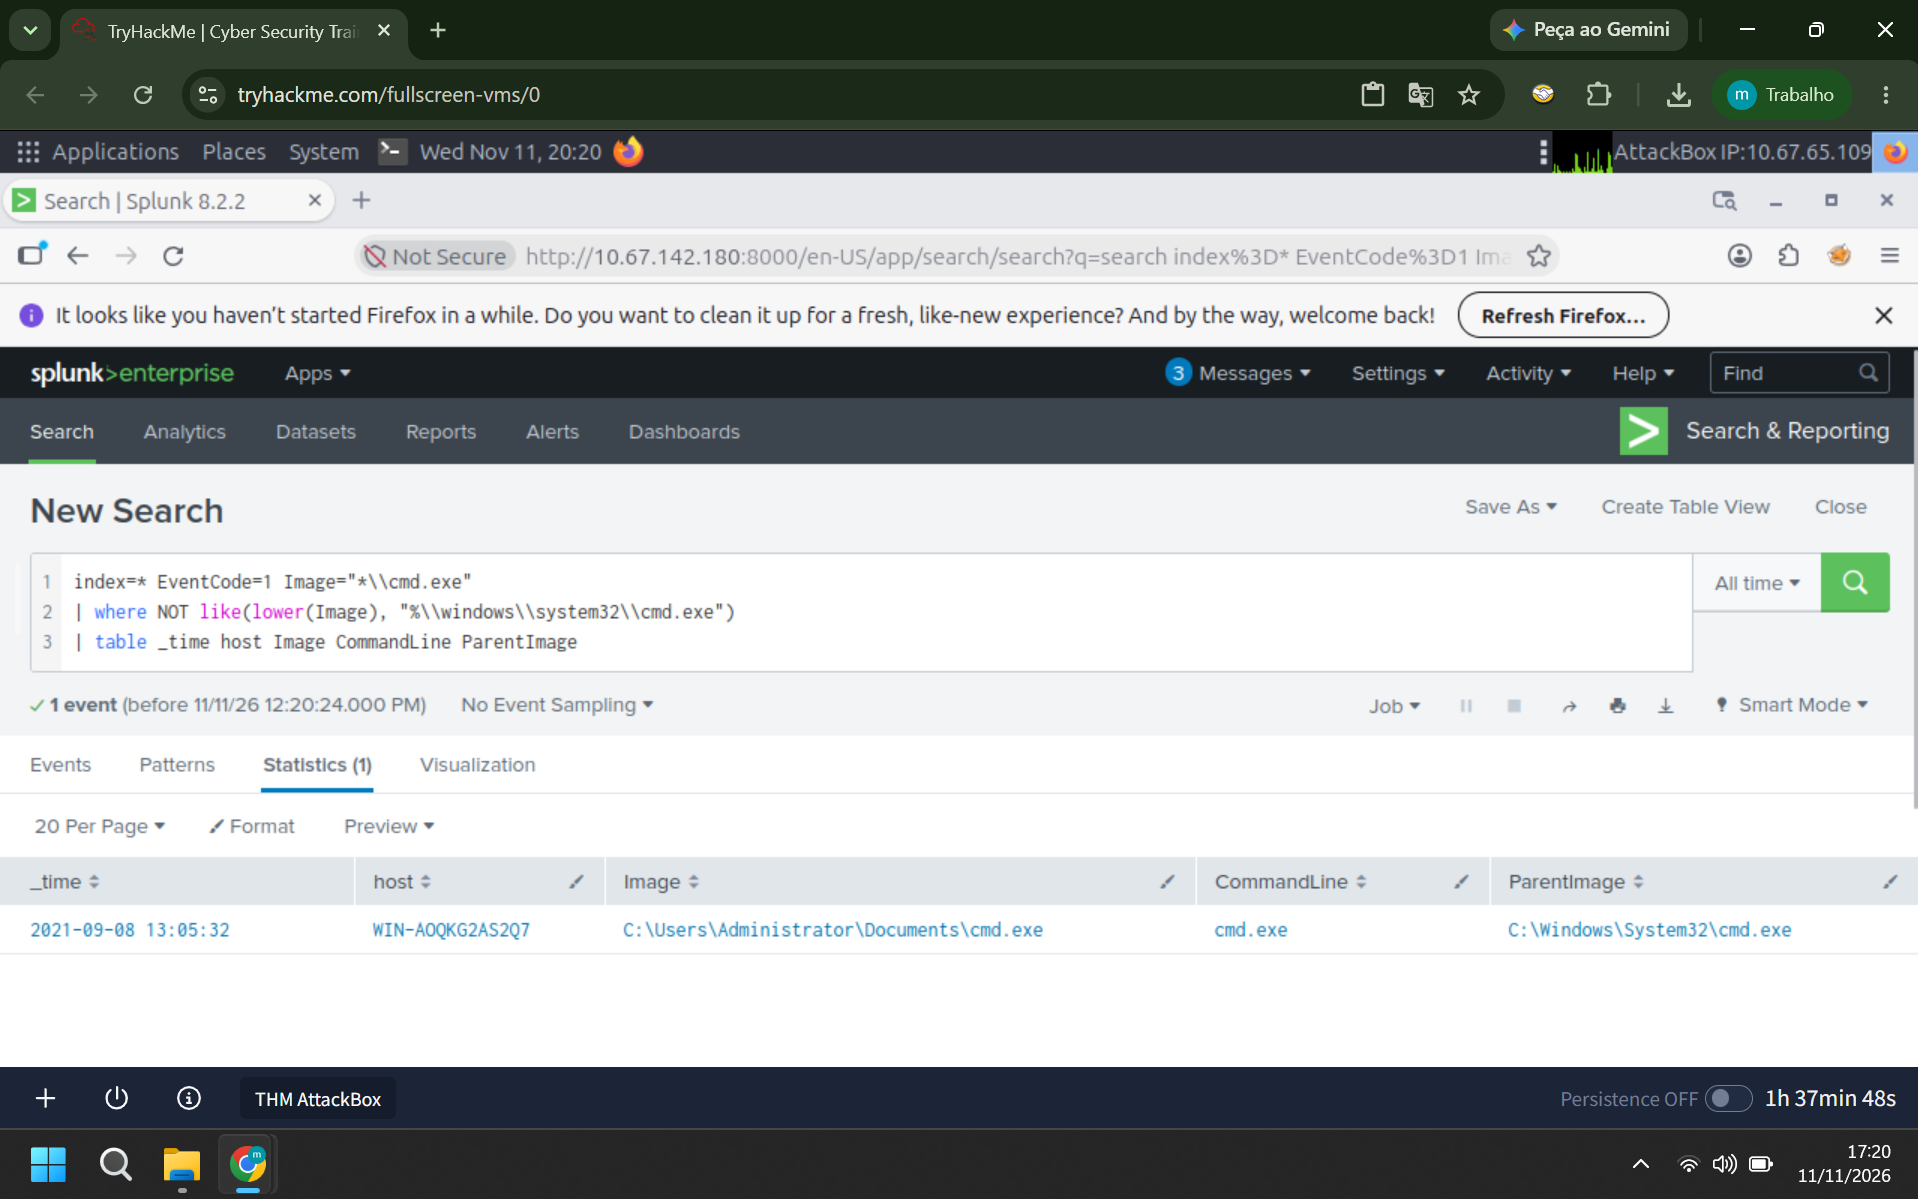 TryHackMe | Cyber Security Trai
Peça ao Gemini
tryhackme.com/fullscreen-vms/0
m Trabalho
Applications Places System Wed Nov 11, 20:20 AttackBox IP:10.67.65.109
Search | Splunk 8.2.2
Not Secure http://10.67.142.180:8000/en-US/app/search/search?q=search index%3D* EventCode%3D1 Ima
It looks like you haven't started Firefox in a while. Do you want to clean it up for a fresh, like-new experience? And by the way, welcome back! Refresh Firefox...
splunk>enterprise Apps 3 Messages Settings Activity Help Find
Search Analytics Datasets Reports Alerts Dashboards Search & Reporting
New Search Save As Create Table View Close
1 index=* EventCode=1 Image="*\\cmd.exe"
All time
2 | where NOT like(lower(Image), "%\\windows\\system32\\cmd.exe")
3 | table _time host Image CommandLine ParentImage
1 event (before 11/11/26 12:20:24.000 PM) No Event Sampling Job Smart Mode
Events Patterns Statistics (1) Visualization
20 Per Page Format Preview
_time host Image CommandLine ParentImage
2021-09-08 13:05:32 WIN-AOQKG2AS2Q7 C:\Users\Administrator\Documents\cmd.exe cmd.exe C:\Windows\System32\cmd.exe
THM AttackBox Persistence OFF 1h 37min 48s
m
17:20
11/11/2026